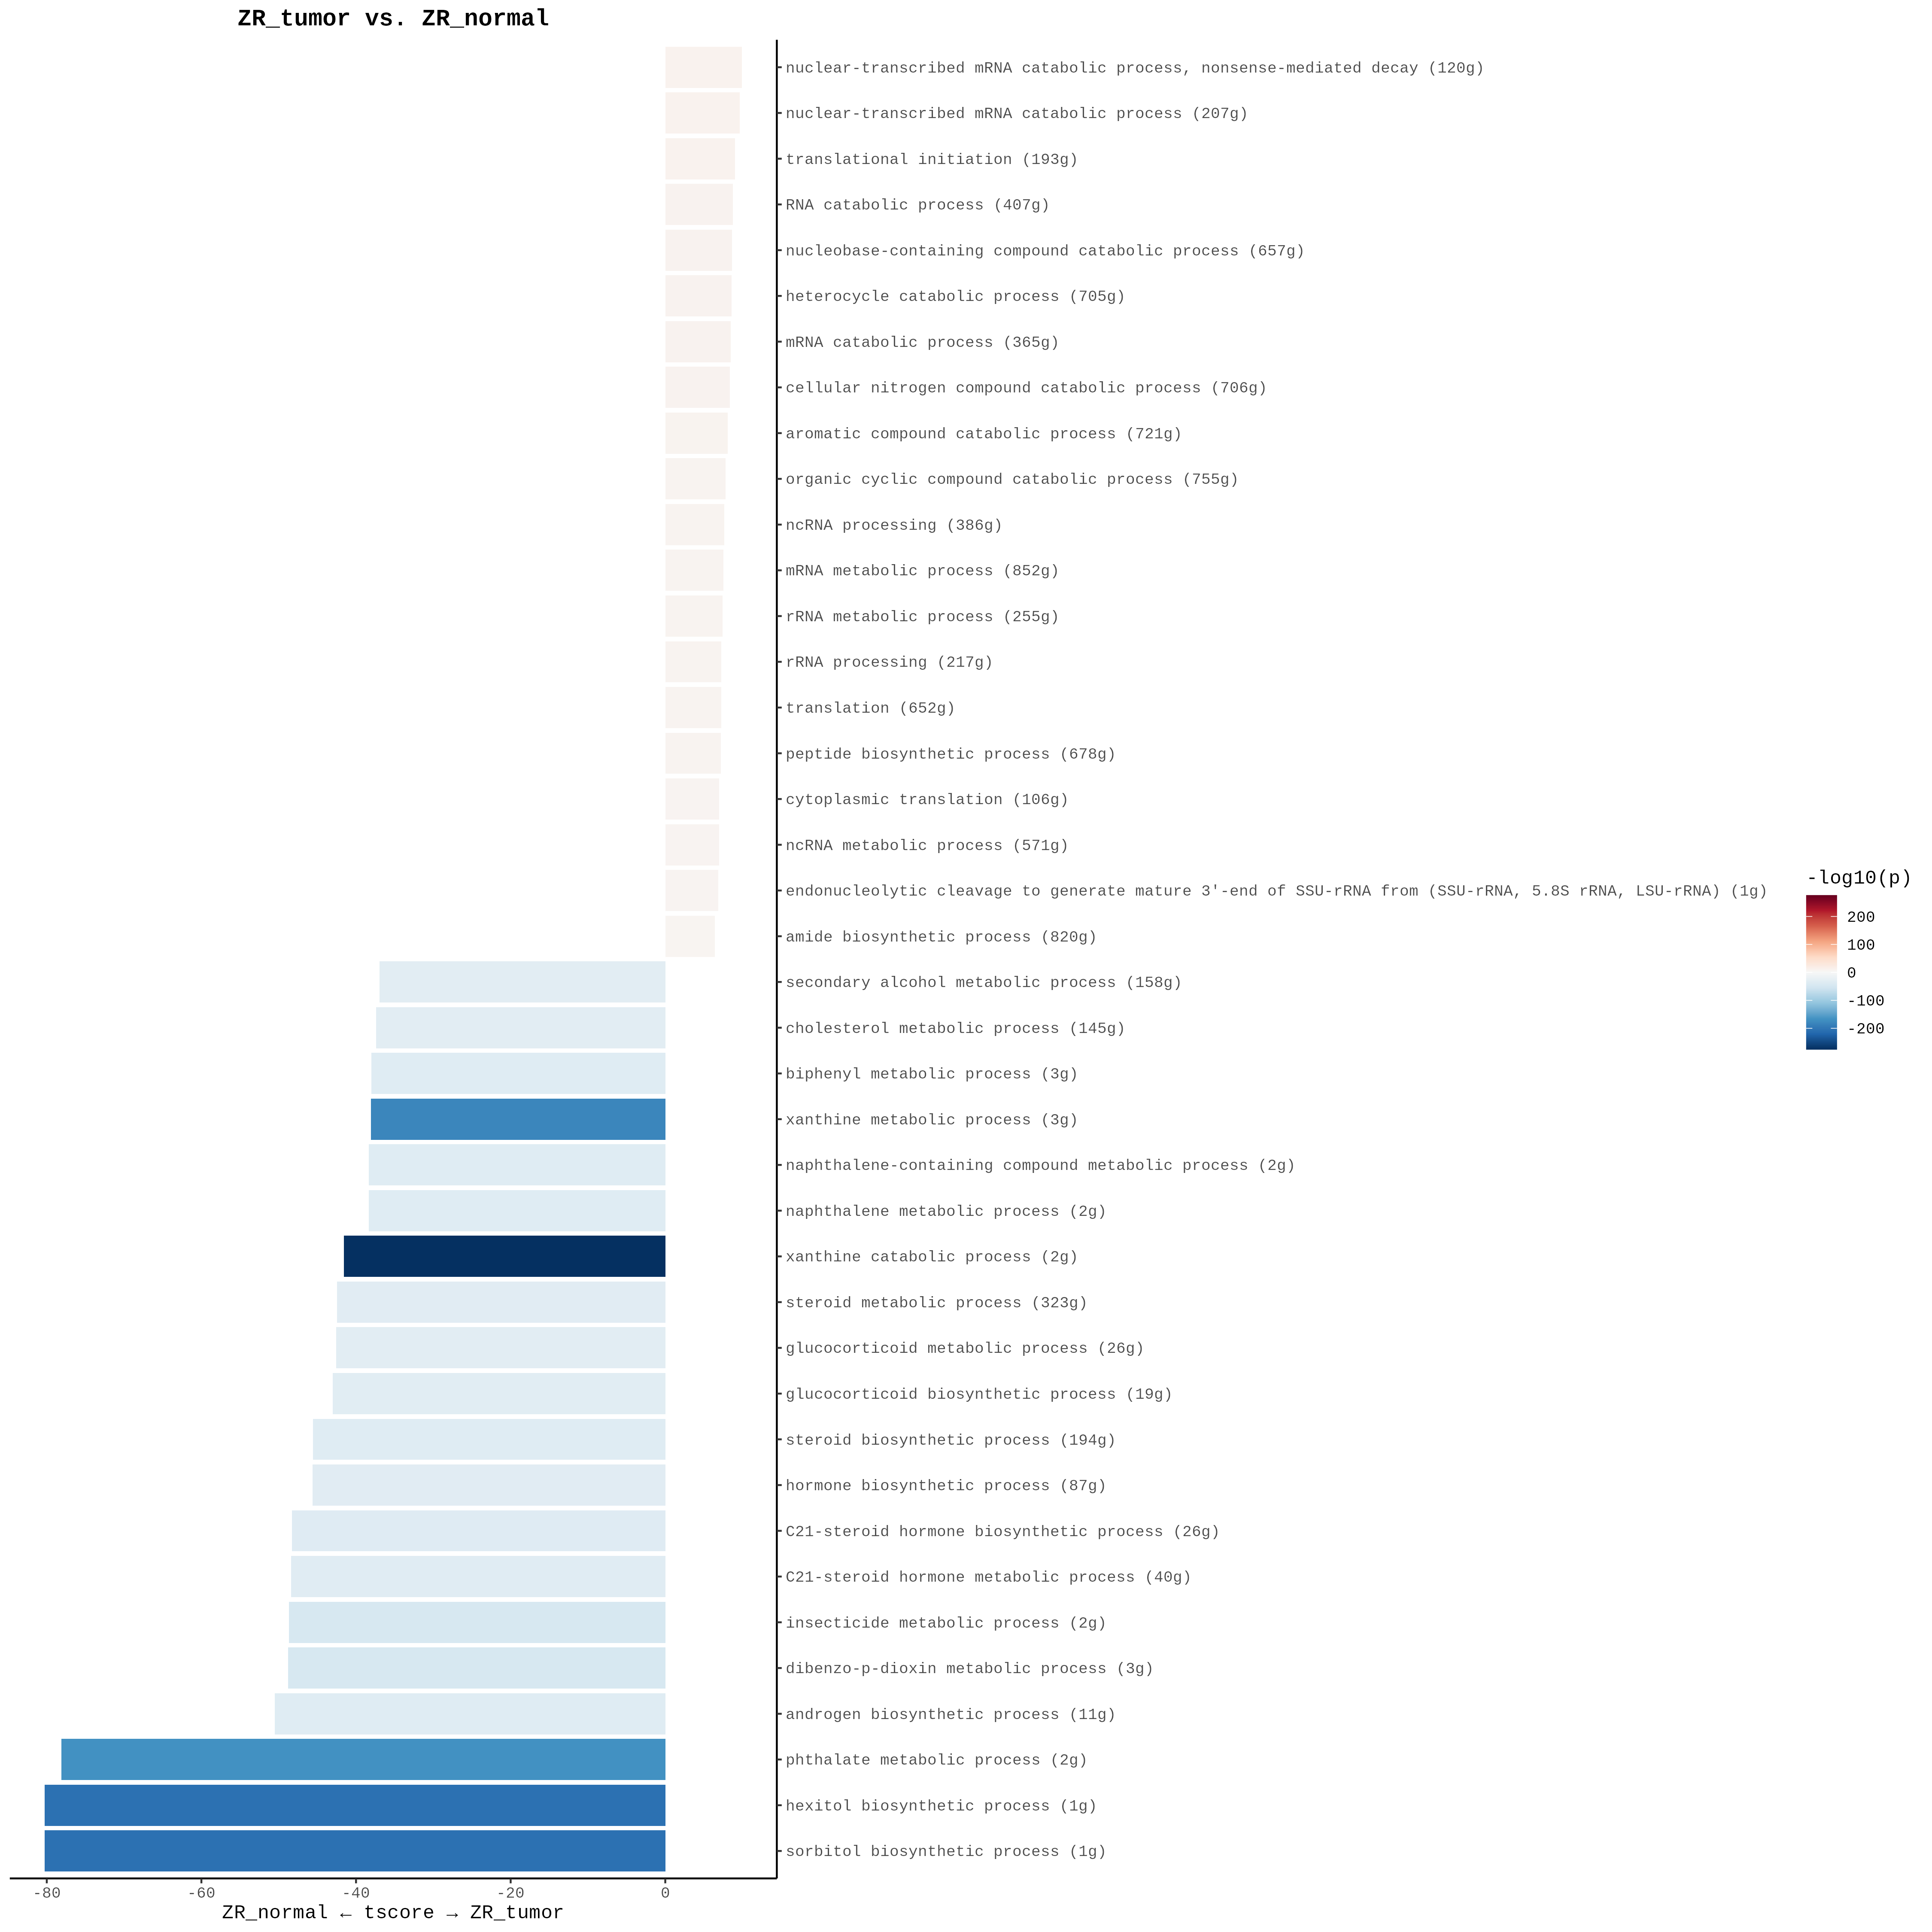 ZR_tumor vs. ZR_normal
nuclear-transcribed mRNA catabolic process, nonsense-mediated decay (120g)
nuclear-transcribed mRNA catabolic process (207g)
translational initiation (193g)
RNA catabolic process (407g)
nucleobase-containing compound catabolic process (657g)
heterocycle catabolic process (705g)
mRNA catabolic process (365g)
cellular nitrogen compound catabolic process (706g)
aromatic compound catabolic process (721g)
organic cyclic compound catabolic process (755g)
ncRNA processing (386g)
mRNA metabolic process (852g)
rRNA metabolic process (255g)
rRNA processing (217g)
translation (652g)
peptide biosynthetic process (678g)
cytoplasmic translation (106g)
ncRNA metabolic process (571g)
endonucleolytic cleavage to generate mature 3'-end of SSU-rRNA from (SSU-rRNA, 5.8S rRNA, LSU-rRNA) (1g)
amide biosynthetic process (820g)
secondary alcohol metabolic process (158g)
cholesterol metabolic process (145g)
biphenyl metabolic process (3g)
xanthine metabolic process (3g)
naphthalene-containing compound metabolic process (2g)
naphthalene metabolic process (2g)
xanthine catabolic process (2g)
steroid metabolic process (323g)
glucocorticoid metabolic process (26g)
glucocorticoid biosynthetic process (19g)
steroid biosynthetic process (194g)
hormone biosynthetic process (87g)
C21-steroid hormone biosynthetic process (26g)
C21-steroid hormone metabolic process (40g)
insecticide metabolic process (2g)
dibenzo-p-dioxin metabolic process (3g)
androgen biosynthetic process (11g)
phthalate metabolic process (2g)
hexitol biosynthetic process (1g)
sorbitol biosynthetic process (1g)
-80 -60 -40 -20 0
ZR_normal ← tscore → ZR_tumor
-log10(p)
200
100
0
-100
-200